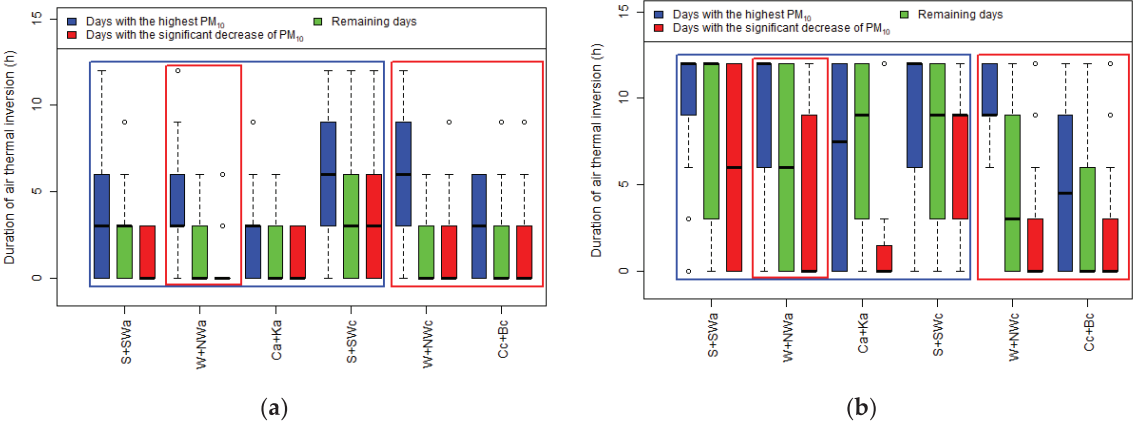 Days with the highest PM10
Remaining days
Days with the significant decrease of PM10
Duration of air thermal inversion (h)
15
10
5
0
S+SWa
W+NWa
Ca+Ka
S+SWc
W+NWc
Cc+Bc
(a)
Days with the highest PM10
Remaining days
Days with the significant decrease of PM10
Duration of air thermal inversion (h)
15
10
5
0
S+SWa
W+NWa
Ca+Ka
S+SWc
W+NWc
Cc+Bc
(b)